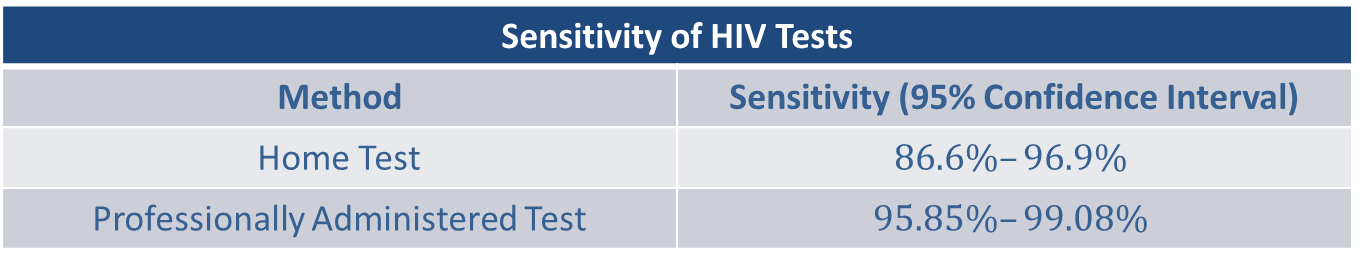 Sensitivity of HIV Tests
Method Sensitivity (95% Confidence Interval)
Home Test 86.6%–96.9%
Professionally Administered Test 95.85%–99.08%